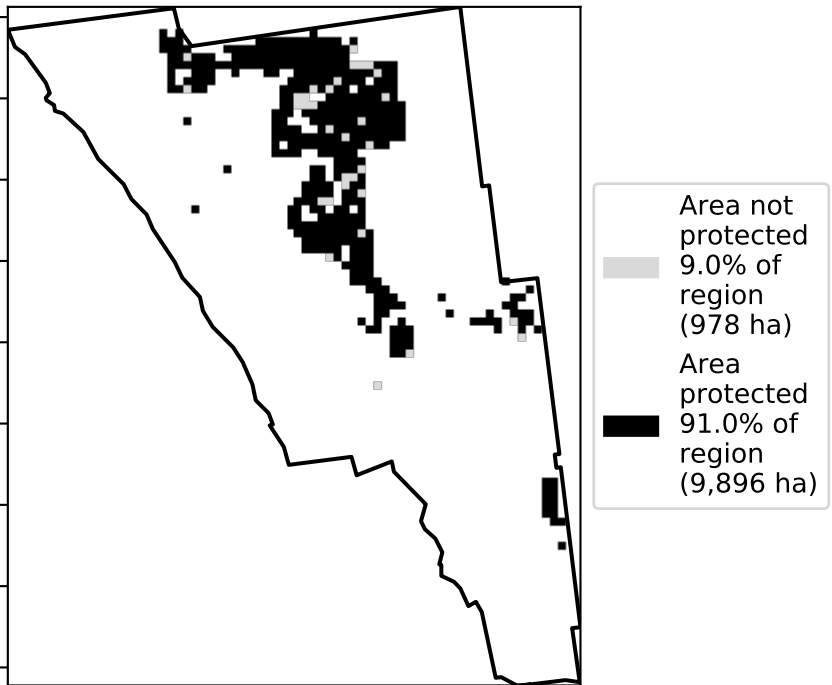 Area not
protected
9.0% of
region
(978 ha)
Area
protected
91.0% of
region
(9,896 ha)